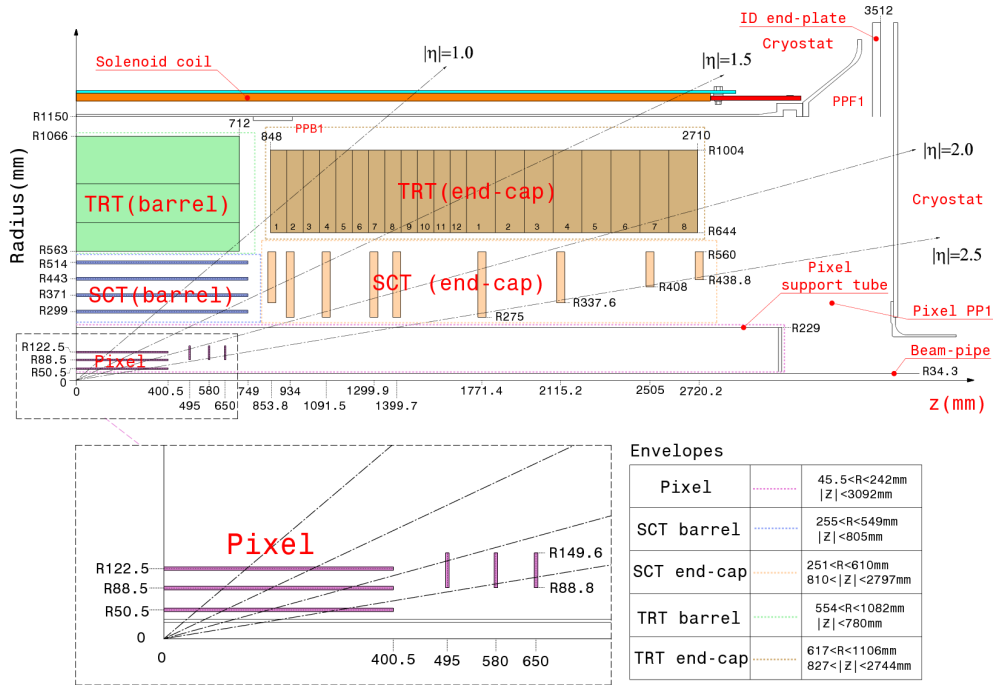 3512
ID end-plate
Cryostat
|η|=1.0
Solenoid coil
|η|=1.5
PPF1
R1150
712
PPB1
R1066
848
2710
R1004
|η|=2.0
Radius(mm)
TRT(barrel)
TRT(end-cap)
Cryostat
1 2 3 4 5 6 7 8 9 10 11 12 1 2 3 4 5 6 7 8
R644
R563
R514
R443
R371
R299
SCT(barrel)
SCT (end-cap)
R560
R438.8
R408
R337.6
R275
|η|=2.5
Pixel
support tube
Pixel PP1
R229
R122.5
R88.5
R50.5
Pixel
Beam-pipe
R34.3
0
0
400.5
495
580
650
749
853.8
934
1091.5
1299.9
1399.7
1771.4
2115.2
2505
2720.2
z(mm)
Pixel
R122.5
R88.5
R50.5
0
R149.6
R88.8
0
400.5
495
580
650
Envelopes
Pixel
45.5<R<242mm
|Z|<3092mm
SCT barrel
255<R<549mm
|Z|<805mm
SCT end-cap
251<R<610mm
810<|Z|<2797mm
TRT barrel
554<R<1082mm
|Z|<780mm
TRT end-cap
617<R<1106mm
827<|Z|<2744mm